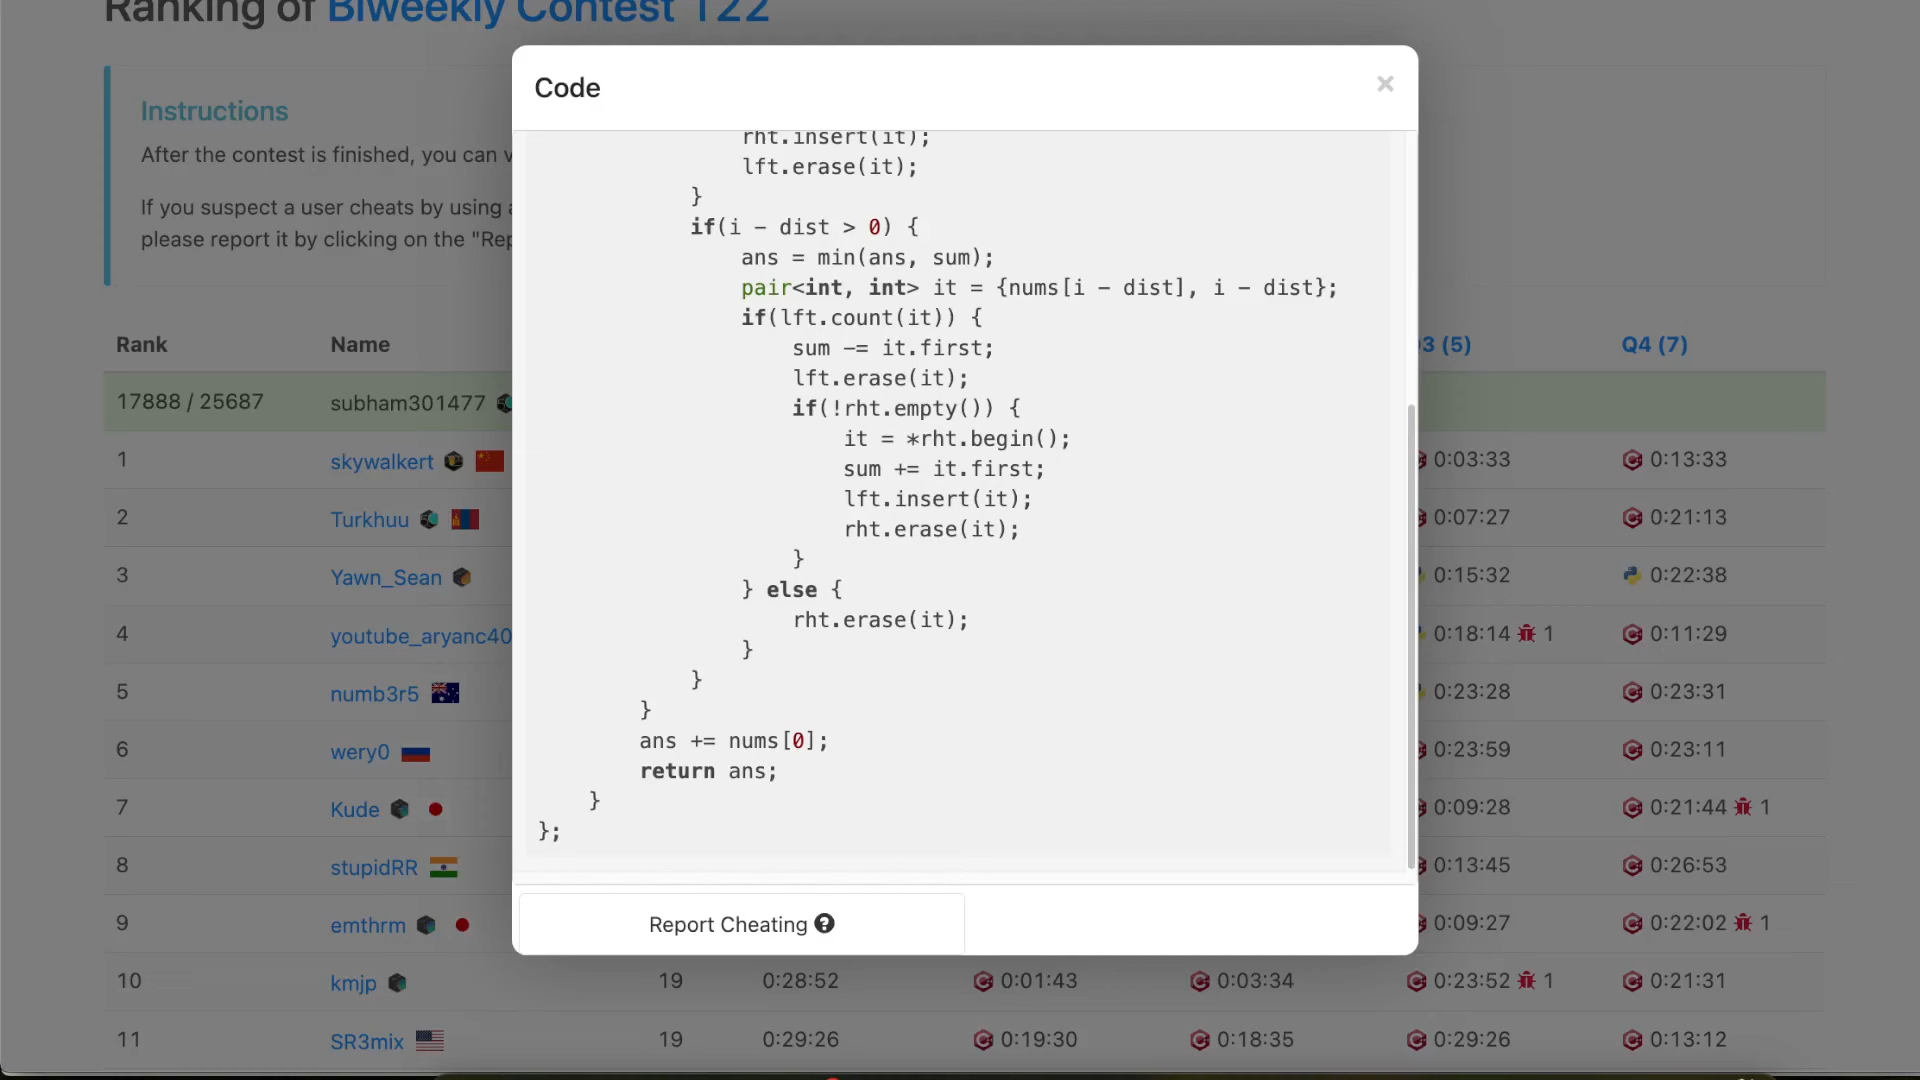 Ranking of Biweekly Contest 122
Instructions
After the contest is finished, you can v
If you suspect a user cheats by using
please report it by clicking on the "Rep
Code
×
rht.insert(it);
lft.erase(it);
}
if(i - dist > 0) {
ans = min(ans, sum);
pair<int, int> it = {nums[i - dist], i - dist};
if(lft.count(it)) {
sum -= it.first;
lft.erase(it);
if(!rht.empty()) {
it = *rht.begin();
sum += it.first;
lft.insert(it);
rht.erase(it);
}
} else {
rht.erase(it);
}
}
}
ans += nums[0];
return ans;
}
};
Report Cheating ?
Rank Name 3 (5) Q4 (7)
17888 / 25687 subham301477
1 skywalkert 0:03:33 0:13:33
2 Turkhuu 0:07:27 0:21:13
3 Yawn_Sean 0:15:32 0:22:38
4 youtube_aryanc40 0:18:14 1 0:11:29
5 numb3r5 0:23:28 0:23:31
6 wery0 0:23:59 0:23:11
7 Kude 0:09:28 0:21:44 1
8 stupidRR 0:13:45 0:26:53
9 emthrm 0:09:27 0:22:02 1
10 kmjp 19 0:28:52 0:01:43 0:03:34 0:23:52 1 0:21:31
11 SR3mix 19 0:29:26 0:19:30 0:18:35 0:29:26 0:13:12